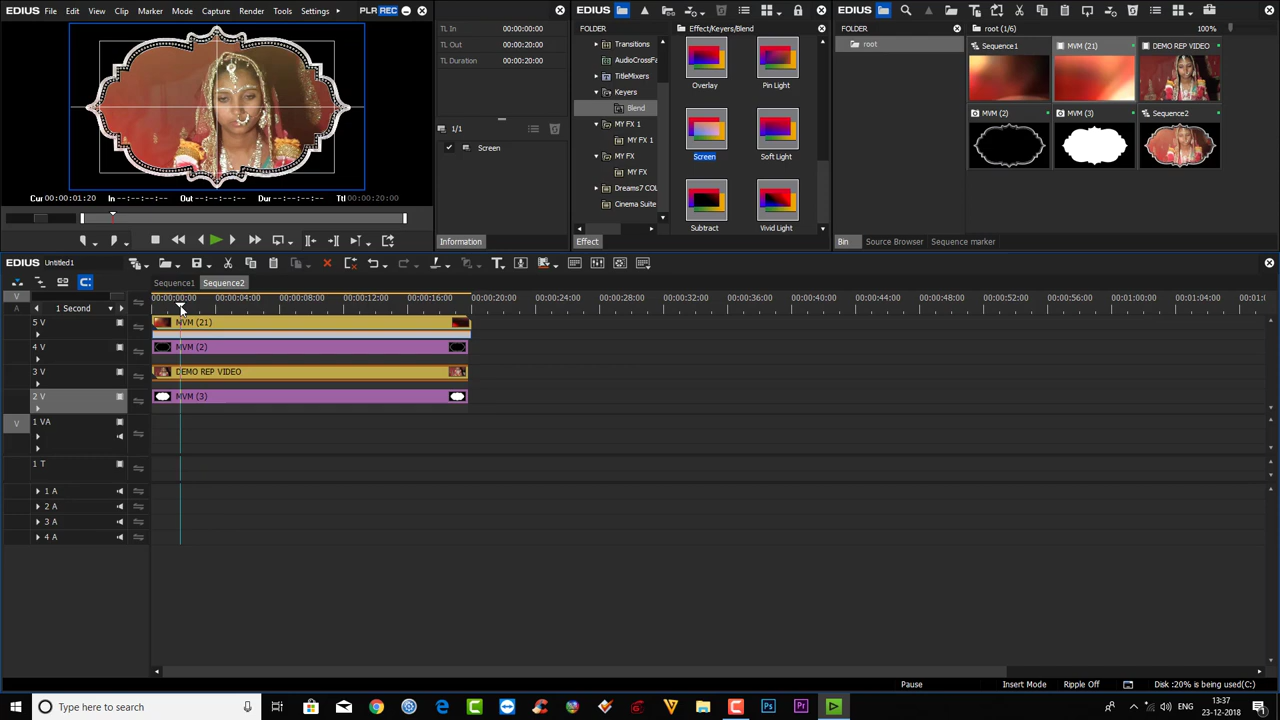 EDIUS File Edit View Clip Marker Mode Capture Render Tools Settings PLR REC
Cur 00:00:01:20 In --:--:--:-- Out --:--:--:-- Dur --:--:--:-- Ttl 00:00:20:00
TL In 00:00:00:00
TL Out 00:00:20:00
TL Duration 00:00:20:00
1/1
Screen
Information
EDIUS
FOLDER
Effect/Keyers/Blend
Transitions
AudioCrossFa
TitleMixers
Keyers
Blend
MY FX 1
MY FX 1
MY FX
MY FX
Dreams7 COL
Cinema Suite
Overlay
Pin Light
Screen
Soft Light
Subtract
Vivid Light
Effect
EDIUS
FOLDER
root
root (1/6)
100%
Sequence1
MVM (21)
DEMO REP VIDEO
MVM (2)
MVM (3)
Sequence2
Bin Source Browser Sequence marker
EDIUS Untitled1
Sequence1 Sequence2
V
A
1 Second
00:00:00:00 00:00:04:00 00:00:08:00 00:00:12:00 00:00:16:00 00:00:20:00 00:00:24:00 00:00:28:00 00:00:32:00 00:00:36:00 00:00:40:00 00:00:44:00 00:00:48:00 00:00:52:00 00:00:56:00 00:01:00:00 00:01:04:00
5 V MVM (21)
4 V MVM (2)
3 V DEMO REP VIDEO
2 V MVM (3)
V 1 VA
1 T
1 A
2 A
3 A
4 A
Pause Insert Mode Ripple Off Disk :20% is being used(C:)
Type here to search
ENG
13:37
23-12-2018